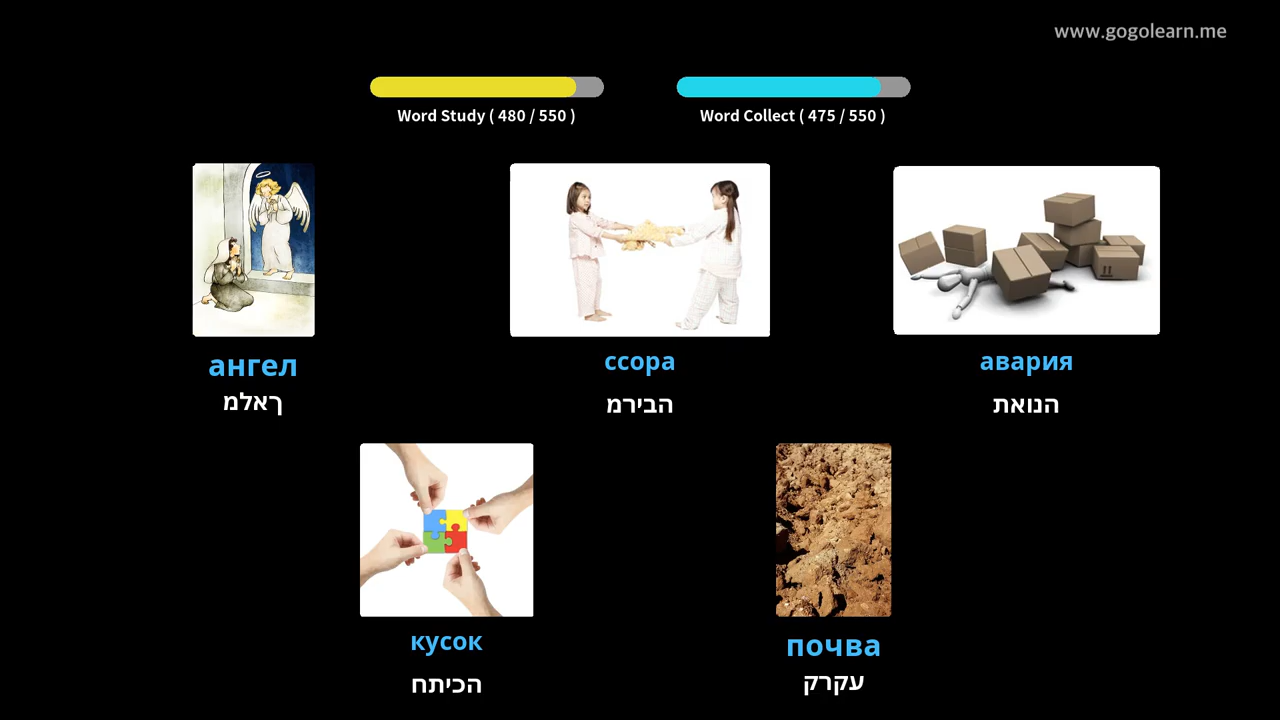 www.gogolearn.me
Word Study ( 480 / 550 )
Word Collect ( 475 / 550 )
ангел
ךאלמ
ссора
הבירמ
авария
הנואת
кусок
הכיתח
почва
עקרק